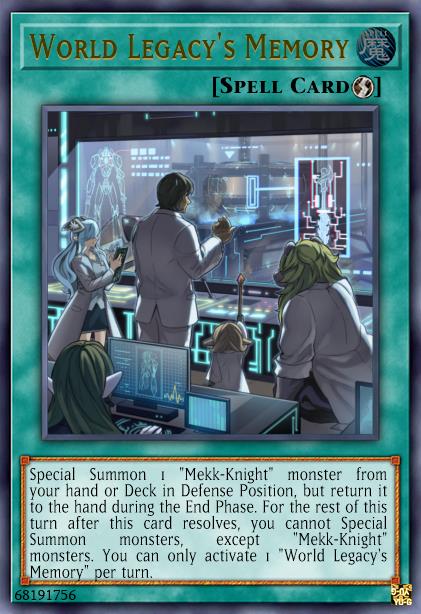 World Legacy's Memory 魔
[Spell Card]
Special Summon 1 "Mekk-Knight" monster from
your hand or Deck in Defense Position, but return it
to the hand during the End Phase. For the rest of this
turn after this card resolves, you cannot Special
Summon monsters, except "Mekk-Knight"
monsters. You can only activate 1 "World Legacy's
Memory" per turn.
68191756